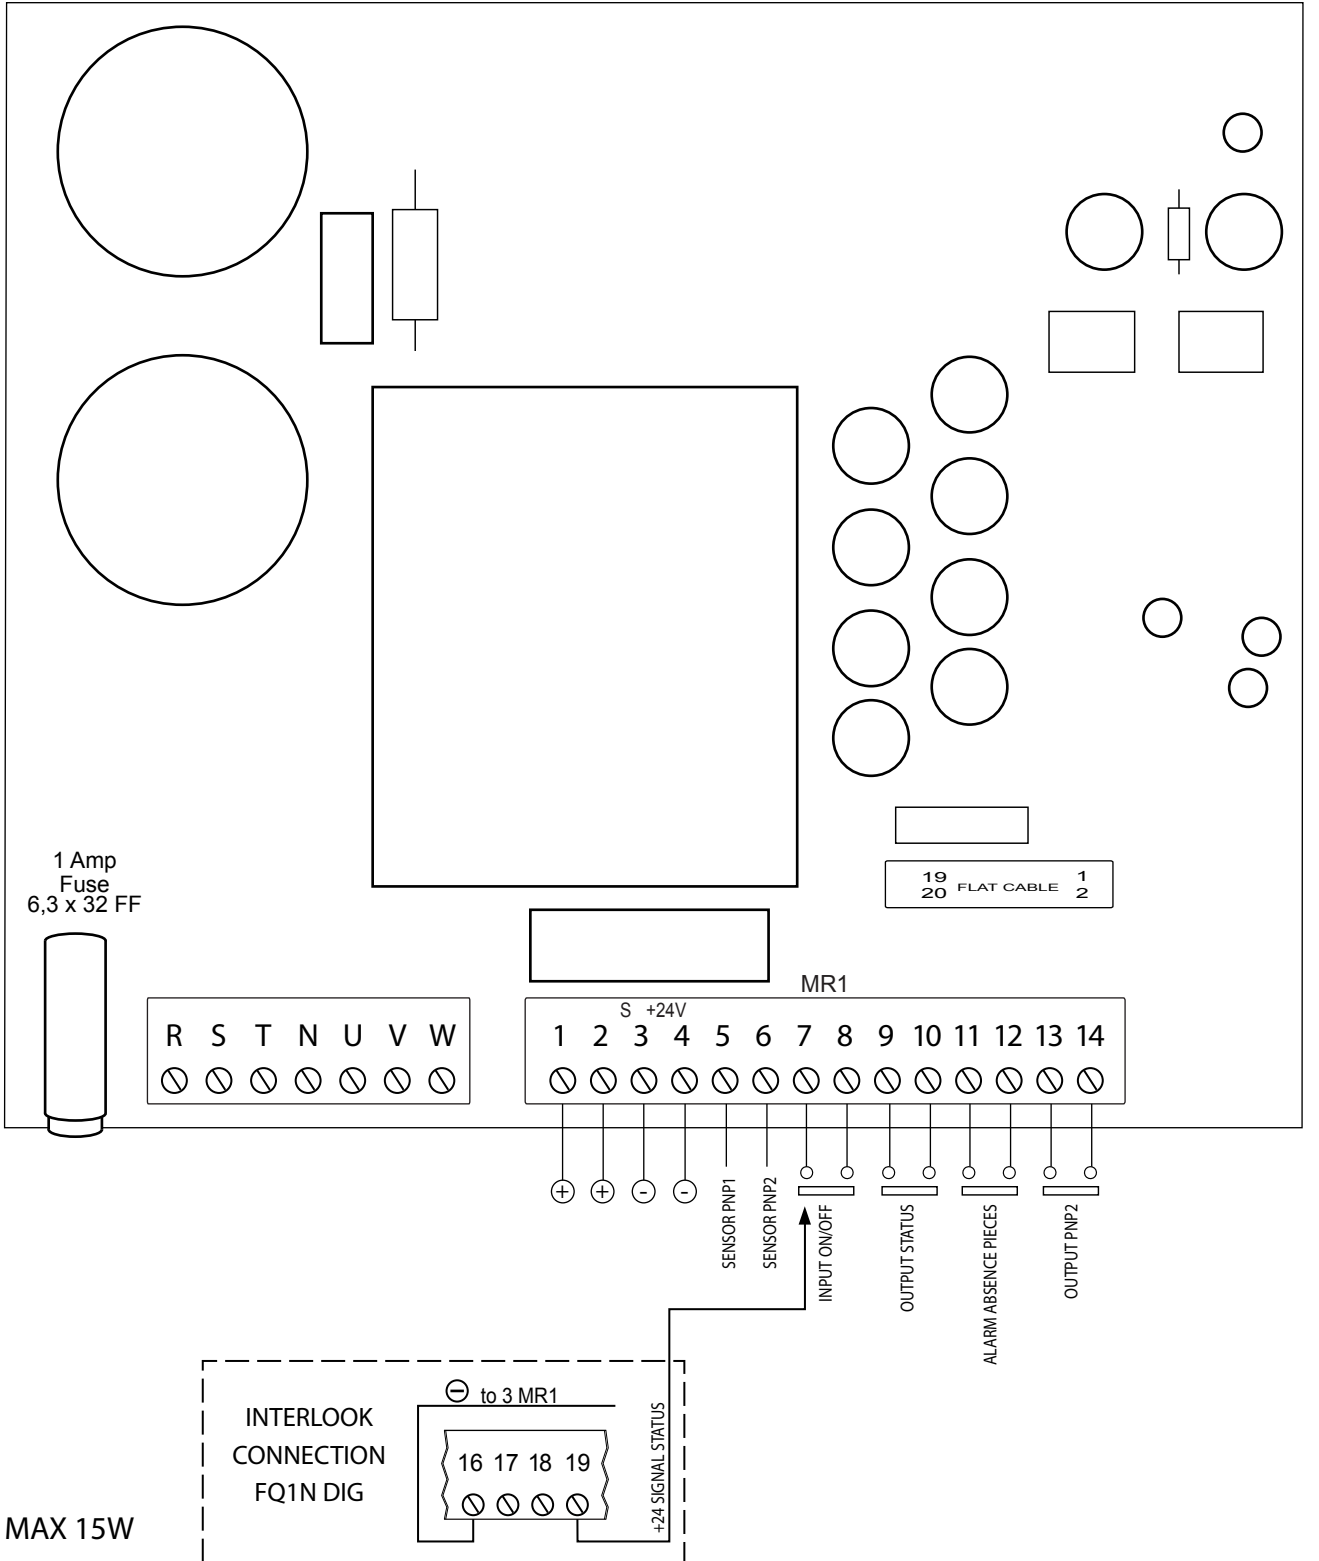 1 Amp
Fuse
6,3 x 32 FF
19 FLAT CABLE 1
20 2
MR1
S +24V
R S T N U V W
1 2 3 4 5 6 7 8 9 10 11 12 13 14
+ + - -
SENSOR PNP1
SENSOR PNP2
INPUT ON/OFF
OUTPUT STATUS
ALARM ABSENCE PIECES
OUTPUT PNP2
- to 3 MR1
INTERLOOK
CONNECTION
FQ1N DIG
16 17 18 19
+24 SIGNAL STATUS
MAX 15W